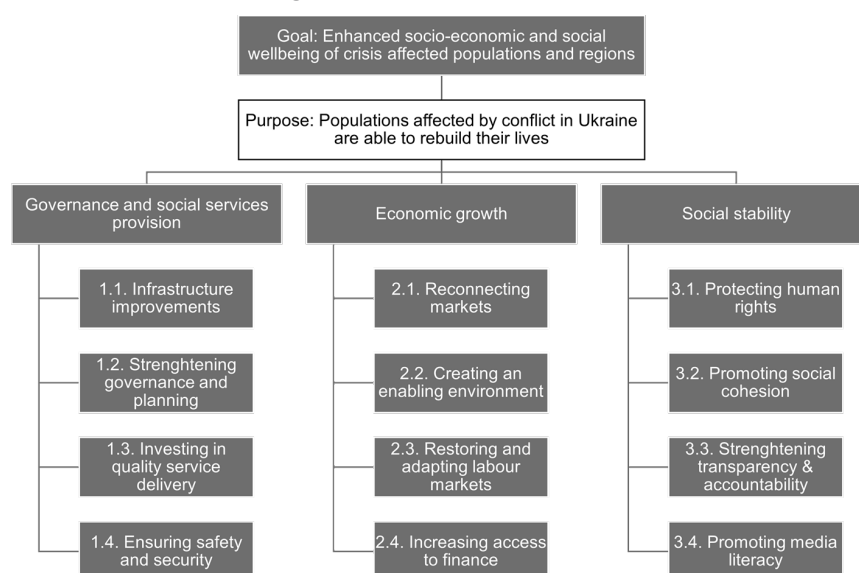 Goal: Enhanced socio-economic and social
wellbeing of crisis affected populations and regions
Purpose: Populations affected by conflict in Ukraine
are able to rebuild their lives
Governance and social services
provision
1.1. Infrastructure
improvements
1.2. Strenghtening
governance and
planning
1.3. Investing in
quality service
delivery
1.4. Ensuring safety
and security
Economic growth
2.1. Reconnecting
markets
2.2. Creating an
enabling environment
2.3. Restoring and
adapting labour
markets
2.4. Increasing access
to finance
Social stability
3.1. Protecting human
rights
3.2. Promoting social
cohesion
3.3. Strenghtening
transparency &
accountability
3.4. Promoting media
literacy